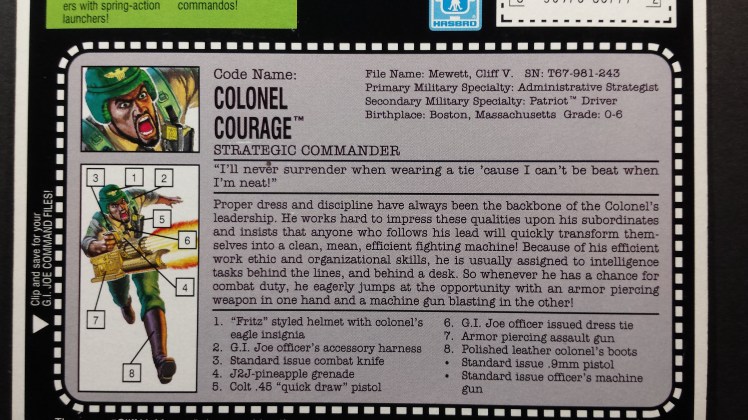 ers with spring-action
launchers!
commandos!
HASBRO
Code Name:
COLONEL
COURAGE™
STRATEGIC COMMANDER
File Name: Mewett, Cliff V. SN: T67-981-243
Primary Military Specialty: Administrative Strategist
Secondary Military Specialty: Patriot™ Driver
Birthplace: Boston, Massachusetts Grade: O-6
"I'll never surrender when wearing a tie 'cause I can't be beat when
I'm neat!"
Proper dress and discipline have always been the backbone of the Colonel's
leadership. He works hard to impress these qualities upon his subordinates
and insists that anyone who follows his lead will quickly transform them-
selves into a clean, mean, efficient fighting machine! Because of his efficient
work ethic and organizational skills, he is usually assigned to intelligence
tasks behind the lines, and behind a desk. So whenever he has a chance for
combat duty, he eagerly jumps at the opportunity with an armor piercing
weapon in one hand and a machine gun blasting in the other!
3 1 2
5
6
4
7
8
1. "Fritz" styled helmet with colonel's
eagle insignia
2. G.I. Joe officer's accessory harness
3. Standard issue combat knife
4. J2J-pineapple grenade
5. Colt .45 "quick draw" pistol
6. G.I. Joe officer issued dress tie
7. Armor piercing assault gun
8. Polished leather colonel's boots
• Standard issue .9mm pistol
• Standard issue officer's machine
gun
Clip and save for your
G.I. JOE COMMAND FILES!